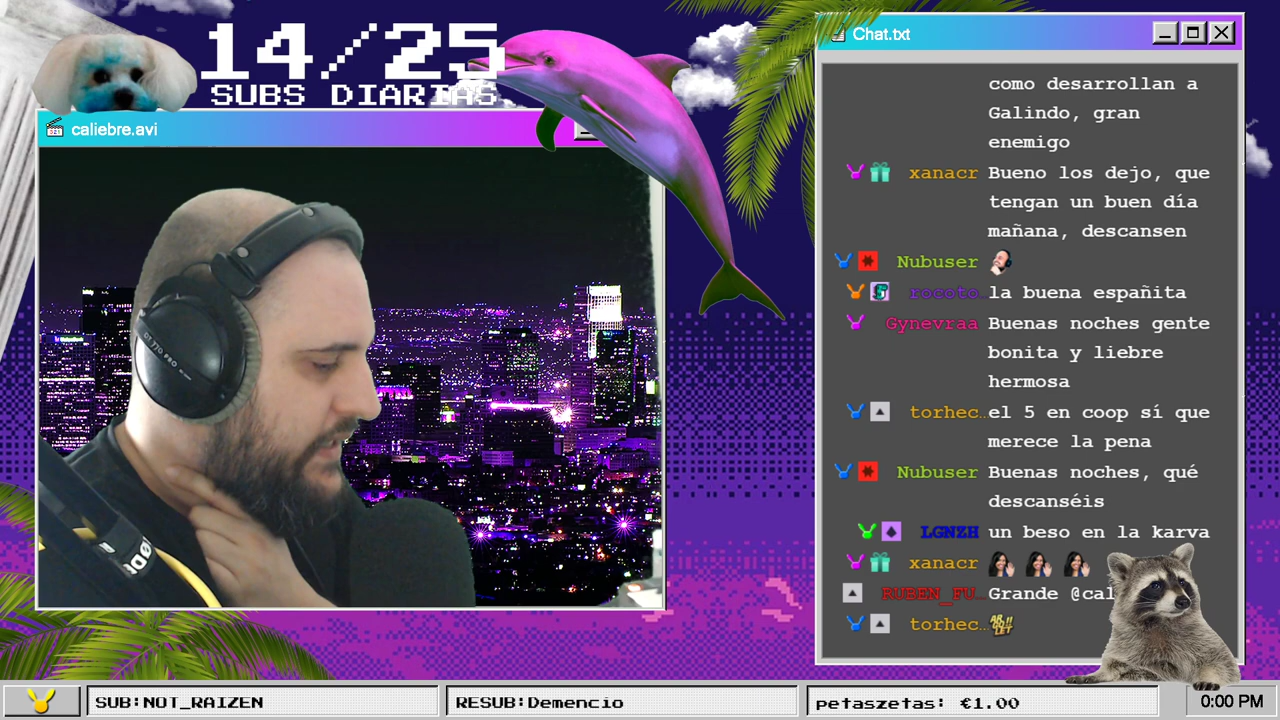 14/25
SUBS DIARIAS
caliebre.avi
DT 770 PRO
Chat.txt
como desarrollan a
Galindo, gran
enemigo
xanacr Bueno los dejo, que
tengan un buen día
mañana, descansen
Nubuser
rocoto… la buena españita
Gynevraa Buenas noches gente
bonita y liebre
hermosa
torhec… el 5 en coop sí que
merece la pena
Nubuser Buenas noches, qué
descanséis
LGNZH un beso en la karva
xanacr
RUBEN_FU… Grande @cal
torhec…
SUB:NOT_RAIZEN
RESUB:Demencio
petaszetas: €1.00
0:00 PM